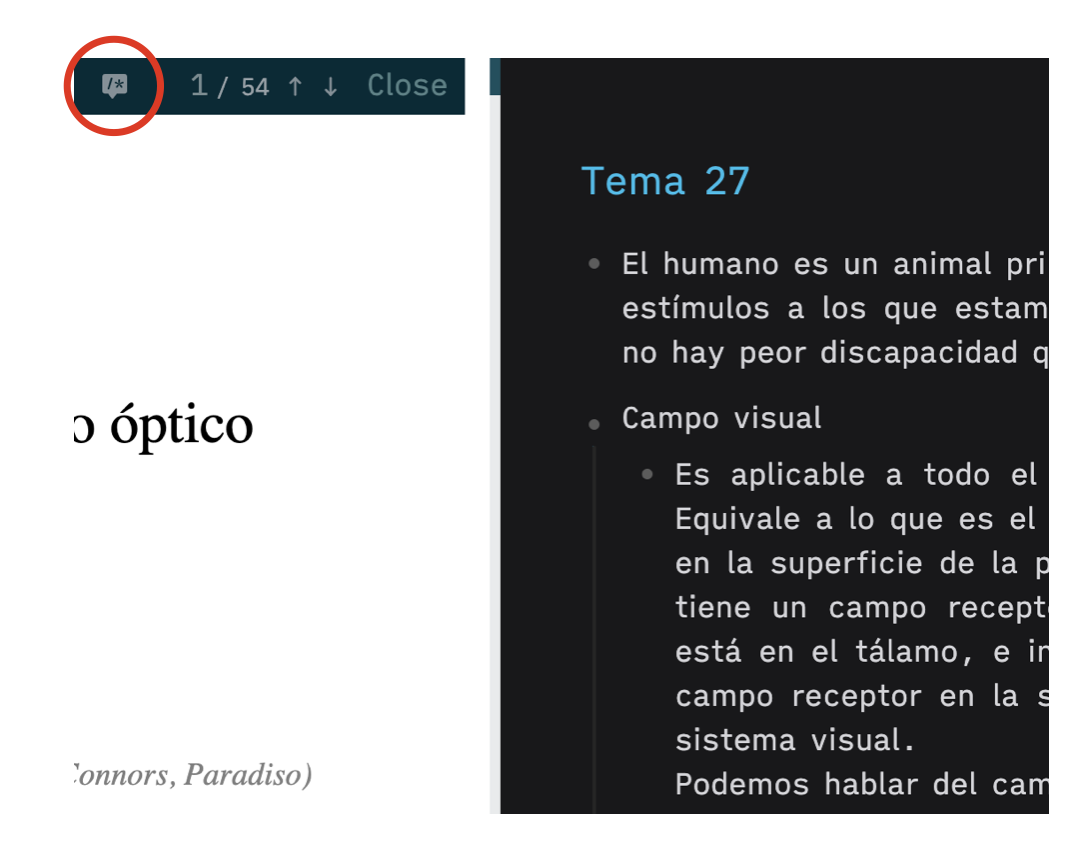 /*
1 / 54 ↑ ↓ Close
o óptico
onnors, Paradiso)
Tema 27
El humano es un animal pri
estímulos a los que estam
no hay peor discapacidad q
Campo visual
Es aplicable a todo el
Equivale a lo que es el
en la superficie de la p
tiene un campo recept
está en el tálamo, e in
campo receptor en la s
sistema visual.
Podemos hablar del cam